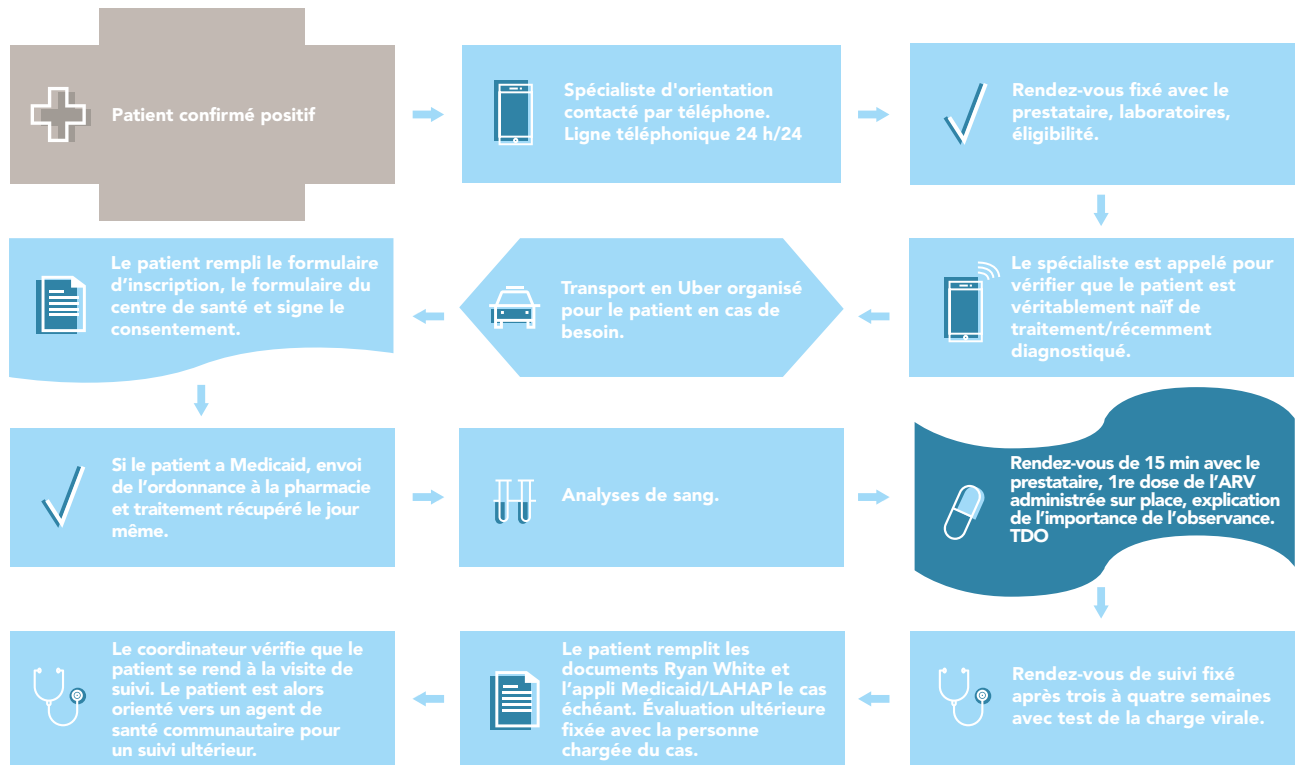 Patient confirmé positif
Spécialiste d'orientation
contacté par téléphone.
Ligne téléphonique 24 h/24
Rendez-vous fixé avec le
prestataire, laboratoires,
éligibilité.
Le spécialiste est appelé pour
vérifier que le patient est
véritablement naïf de
traitement/récemment
diagnostiqué.
Transport en Uber organisé
pour le patient en cas de
besoin.
Le patient rempli le formulaire
d’inscription, le formulaire du
centre de santé et signe le
consentement.
Si le patient a Medicaid, envoi
de l’ordonnance à la pharmacie
et traitement récupéré le jour
même.
Analyses de sang.
Rendez-vous de 15 min avec le
prestataire, 1re dose de l’ARV
administrée sur place, explication
de l’importance de l’observance.
TDO
Rendez-vous de suivi fixé
après trois à quatre semaines
avec test de la charge virale.
Le patient remplit les
documents Ryan White et
l’appli Medicaid/LAHAP le cas
échéant. Évaluation ultérieure
fixée avec la personne
chargée du cas.
Le coordinateur vérifie que le
patient se rend à la visite de
suivi. Le patient est alors
orienté vers un agent de
santé communautaire pour
un suivi ultérieur.